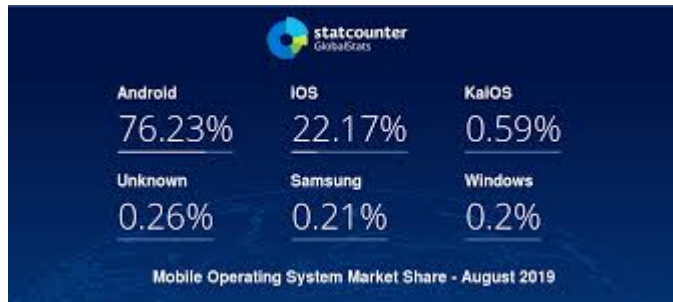 statcounter
GlobalStats
Android iOS KaiOS
76.23% 22.17% 0.59%
Unknown Samsung Windows
0.26% 0.21% 0.2%
Mobile Operating System Market Share - August 2019